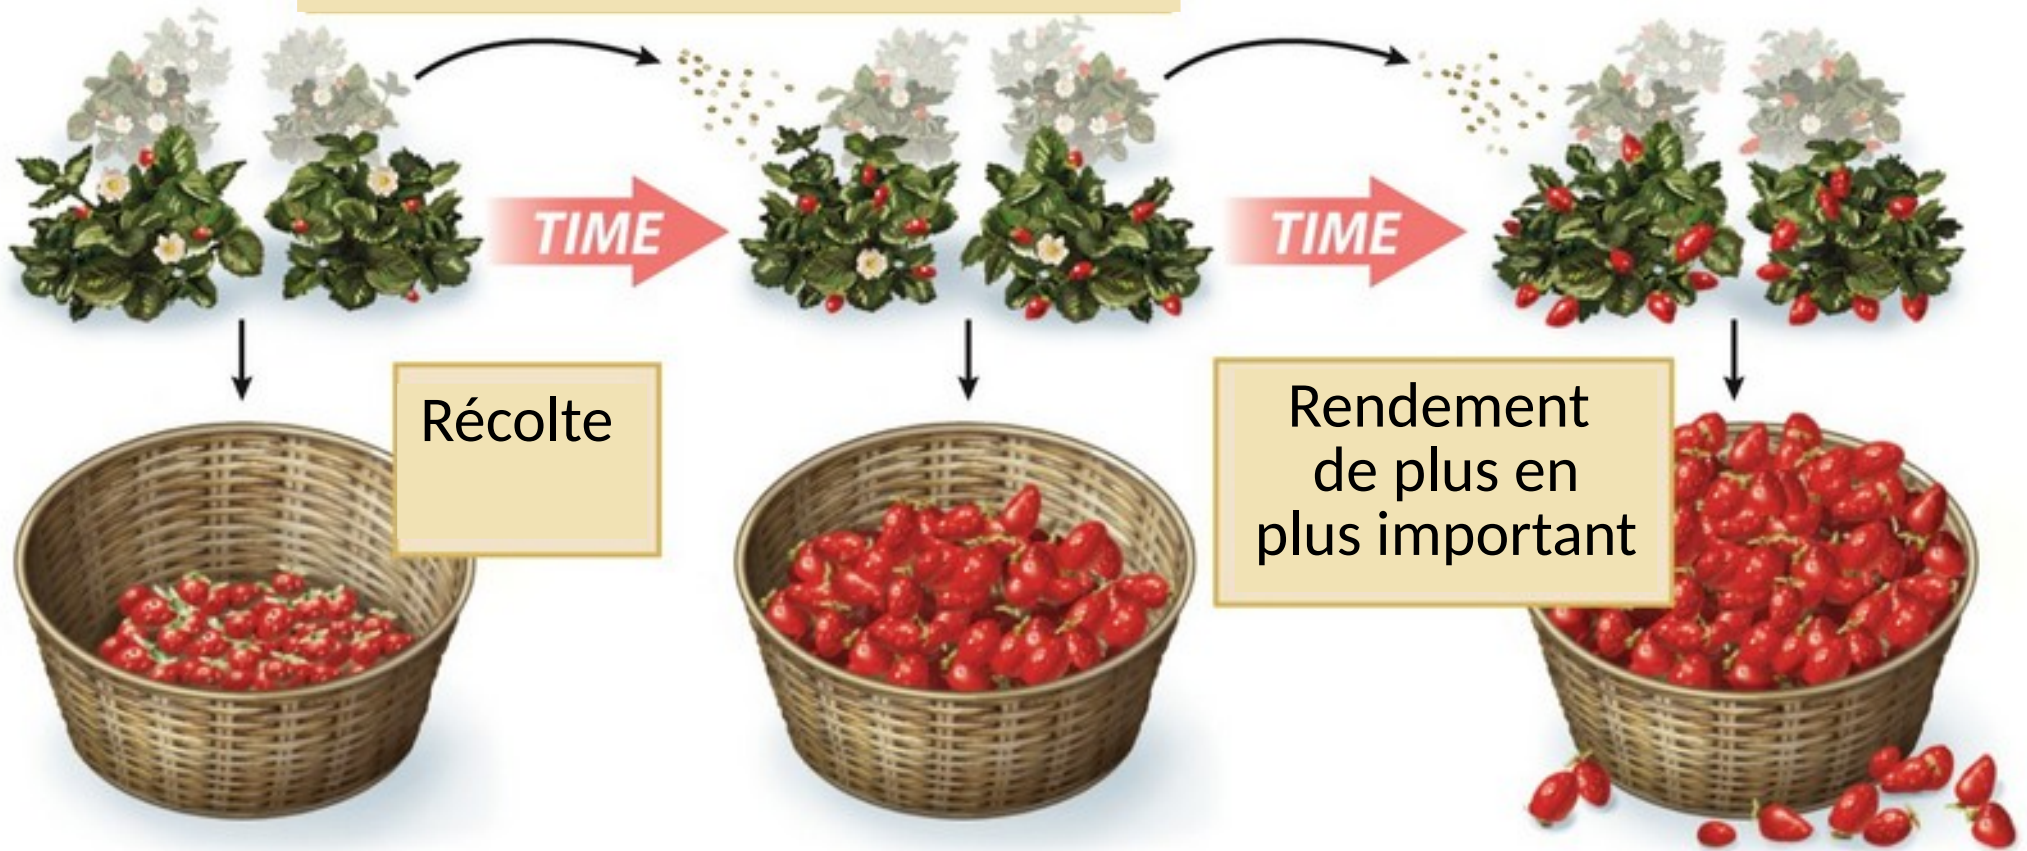 TIME
TIME
Récolte
Rendement
de plus en
plus important